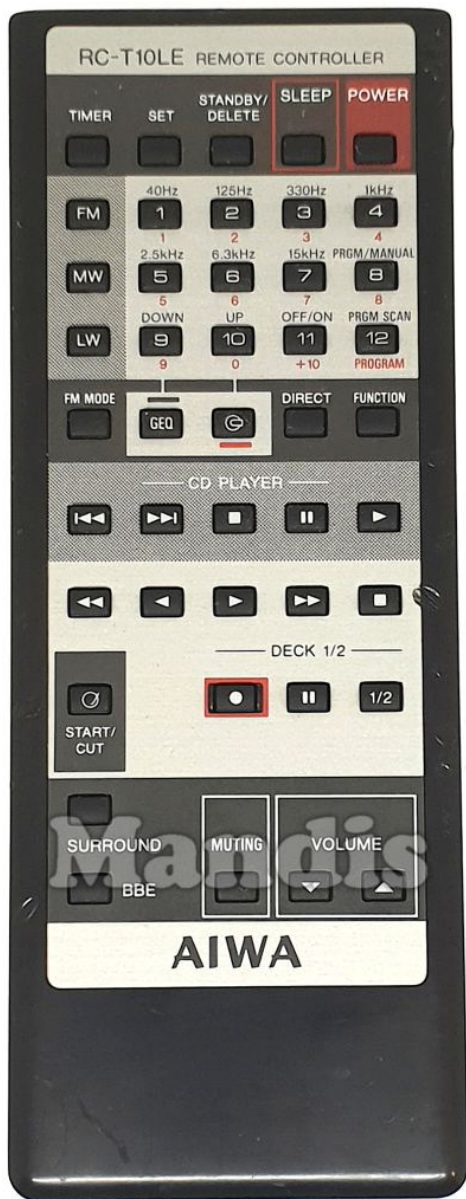 RC-T10LE REMOTE CONTROLLER
TIMER SET STANDBY/ DELETE SLEEP POWER
40Hz 125Hz 330Hz 1kHz
FM 1 2 3 4
1 2 3 4
2.5kHz 6.3kHz 15kHz PRGM/MANUAL
MW 5 6 7 8
5 6 7 8
DOWN UP OFF/ON PRGM SCAN
LW 9 10 11 12
9 0 +10 PROGRAM
FM MODE DIRECT FUNCTION
GEQ
CD PLAYER
DECK 1/2
1/2
START/
CUT
SURROUND MUTING VOLUME
BBE
Mandis
AIWA